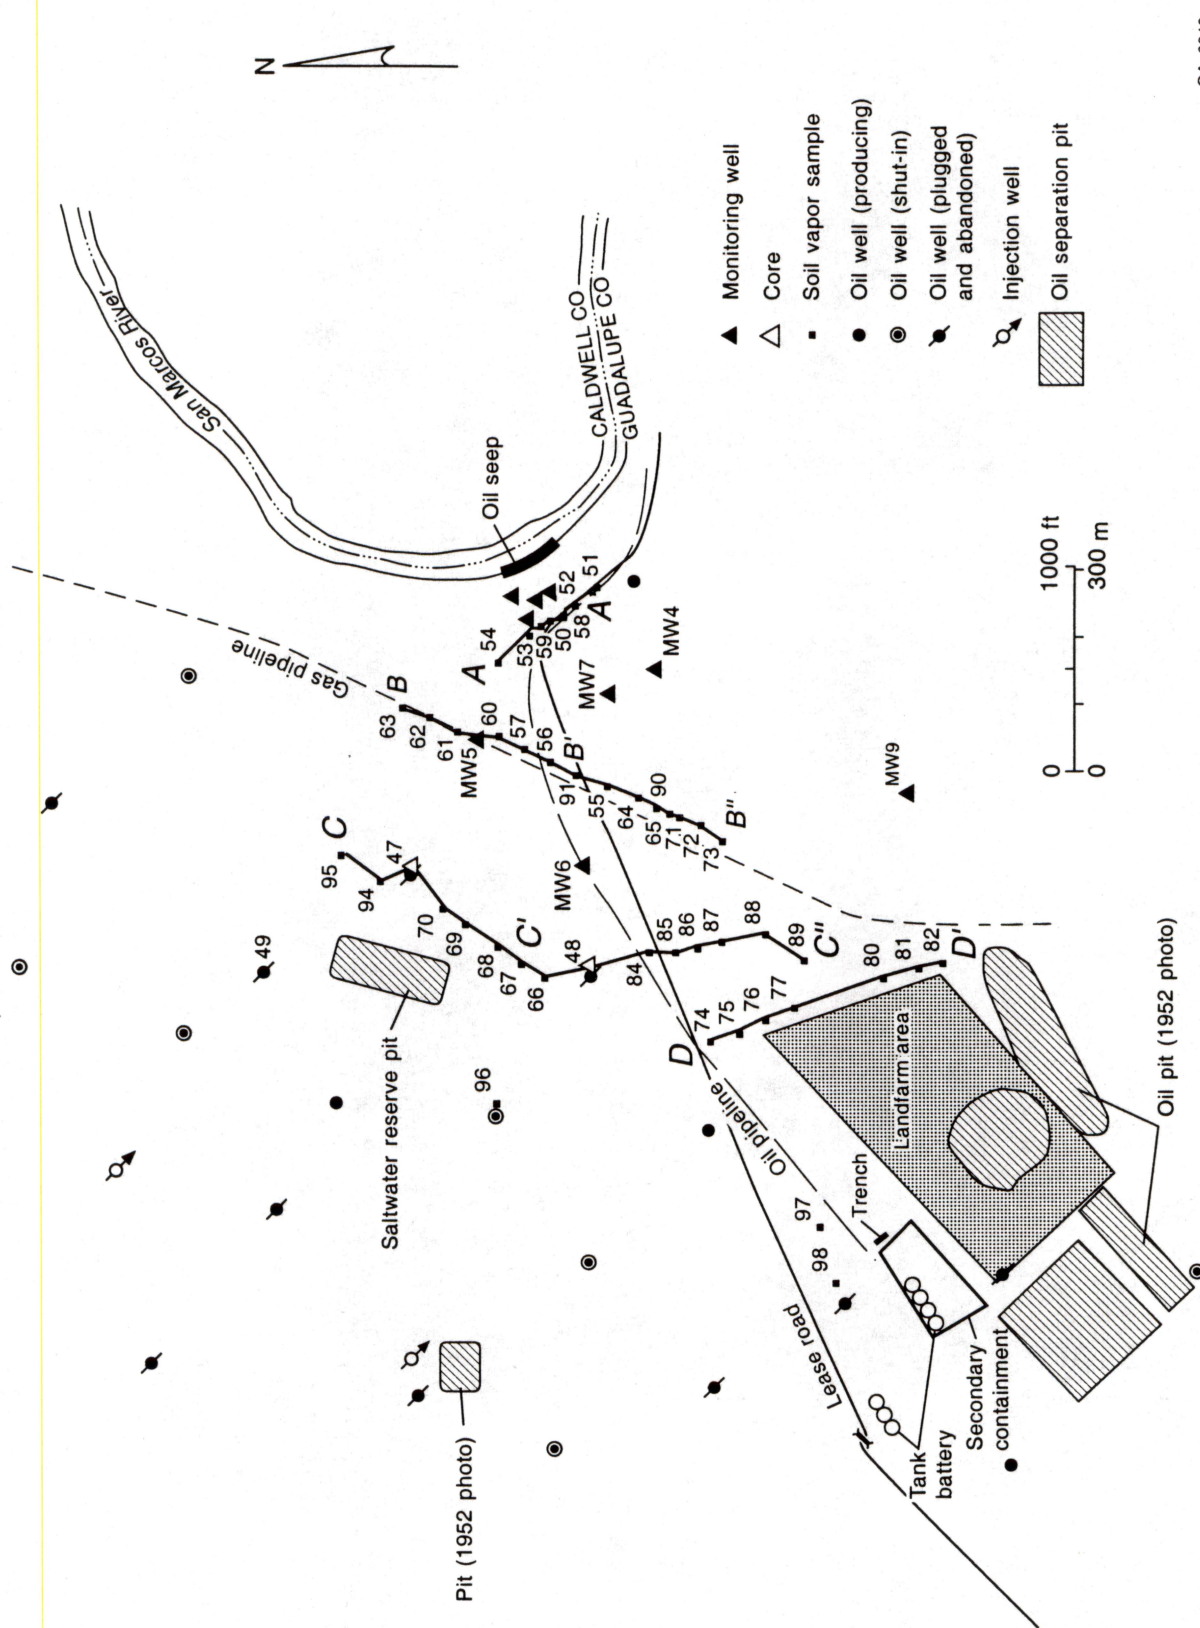 N
San Marcos River
CALDWELL CO
GUADALUPE CO
Oil seep
Gas pipeline
Monitoring well
Core
Soil vapor sample
Oil well (producing)
Oil well (shut-in)
Oil well (plugged
and abandoned)
Injection well
Oil separation pit
0
1000 ft
0
300 m
A
54
53
59
50
58
52
51
A
MW7
MW4
MW9
63
B
62
61
MW5
60
57
56
B'
91
55
64
90
65
71
72
73
B''
MW6
95
C
94
47
70
69
68
67
C'
66
48
84
85
86
87
88
89
C''
49
Saltwater reserve pit
96
D
74
75
76
77
80
81
82
D'
Oil pipeline
Landfarm area
Oil pit (1952 photo)
Trench
97
98
Lease road
Secondary
containment
Tank
battery
Pit (1952 photo)